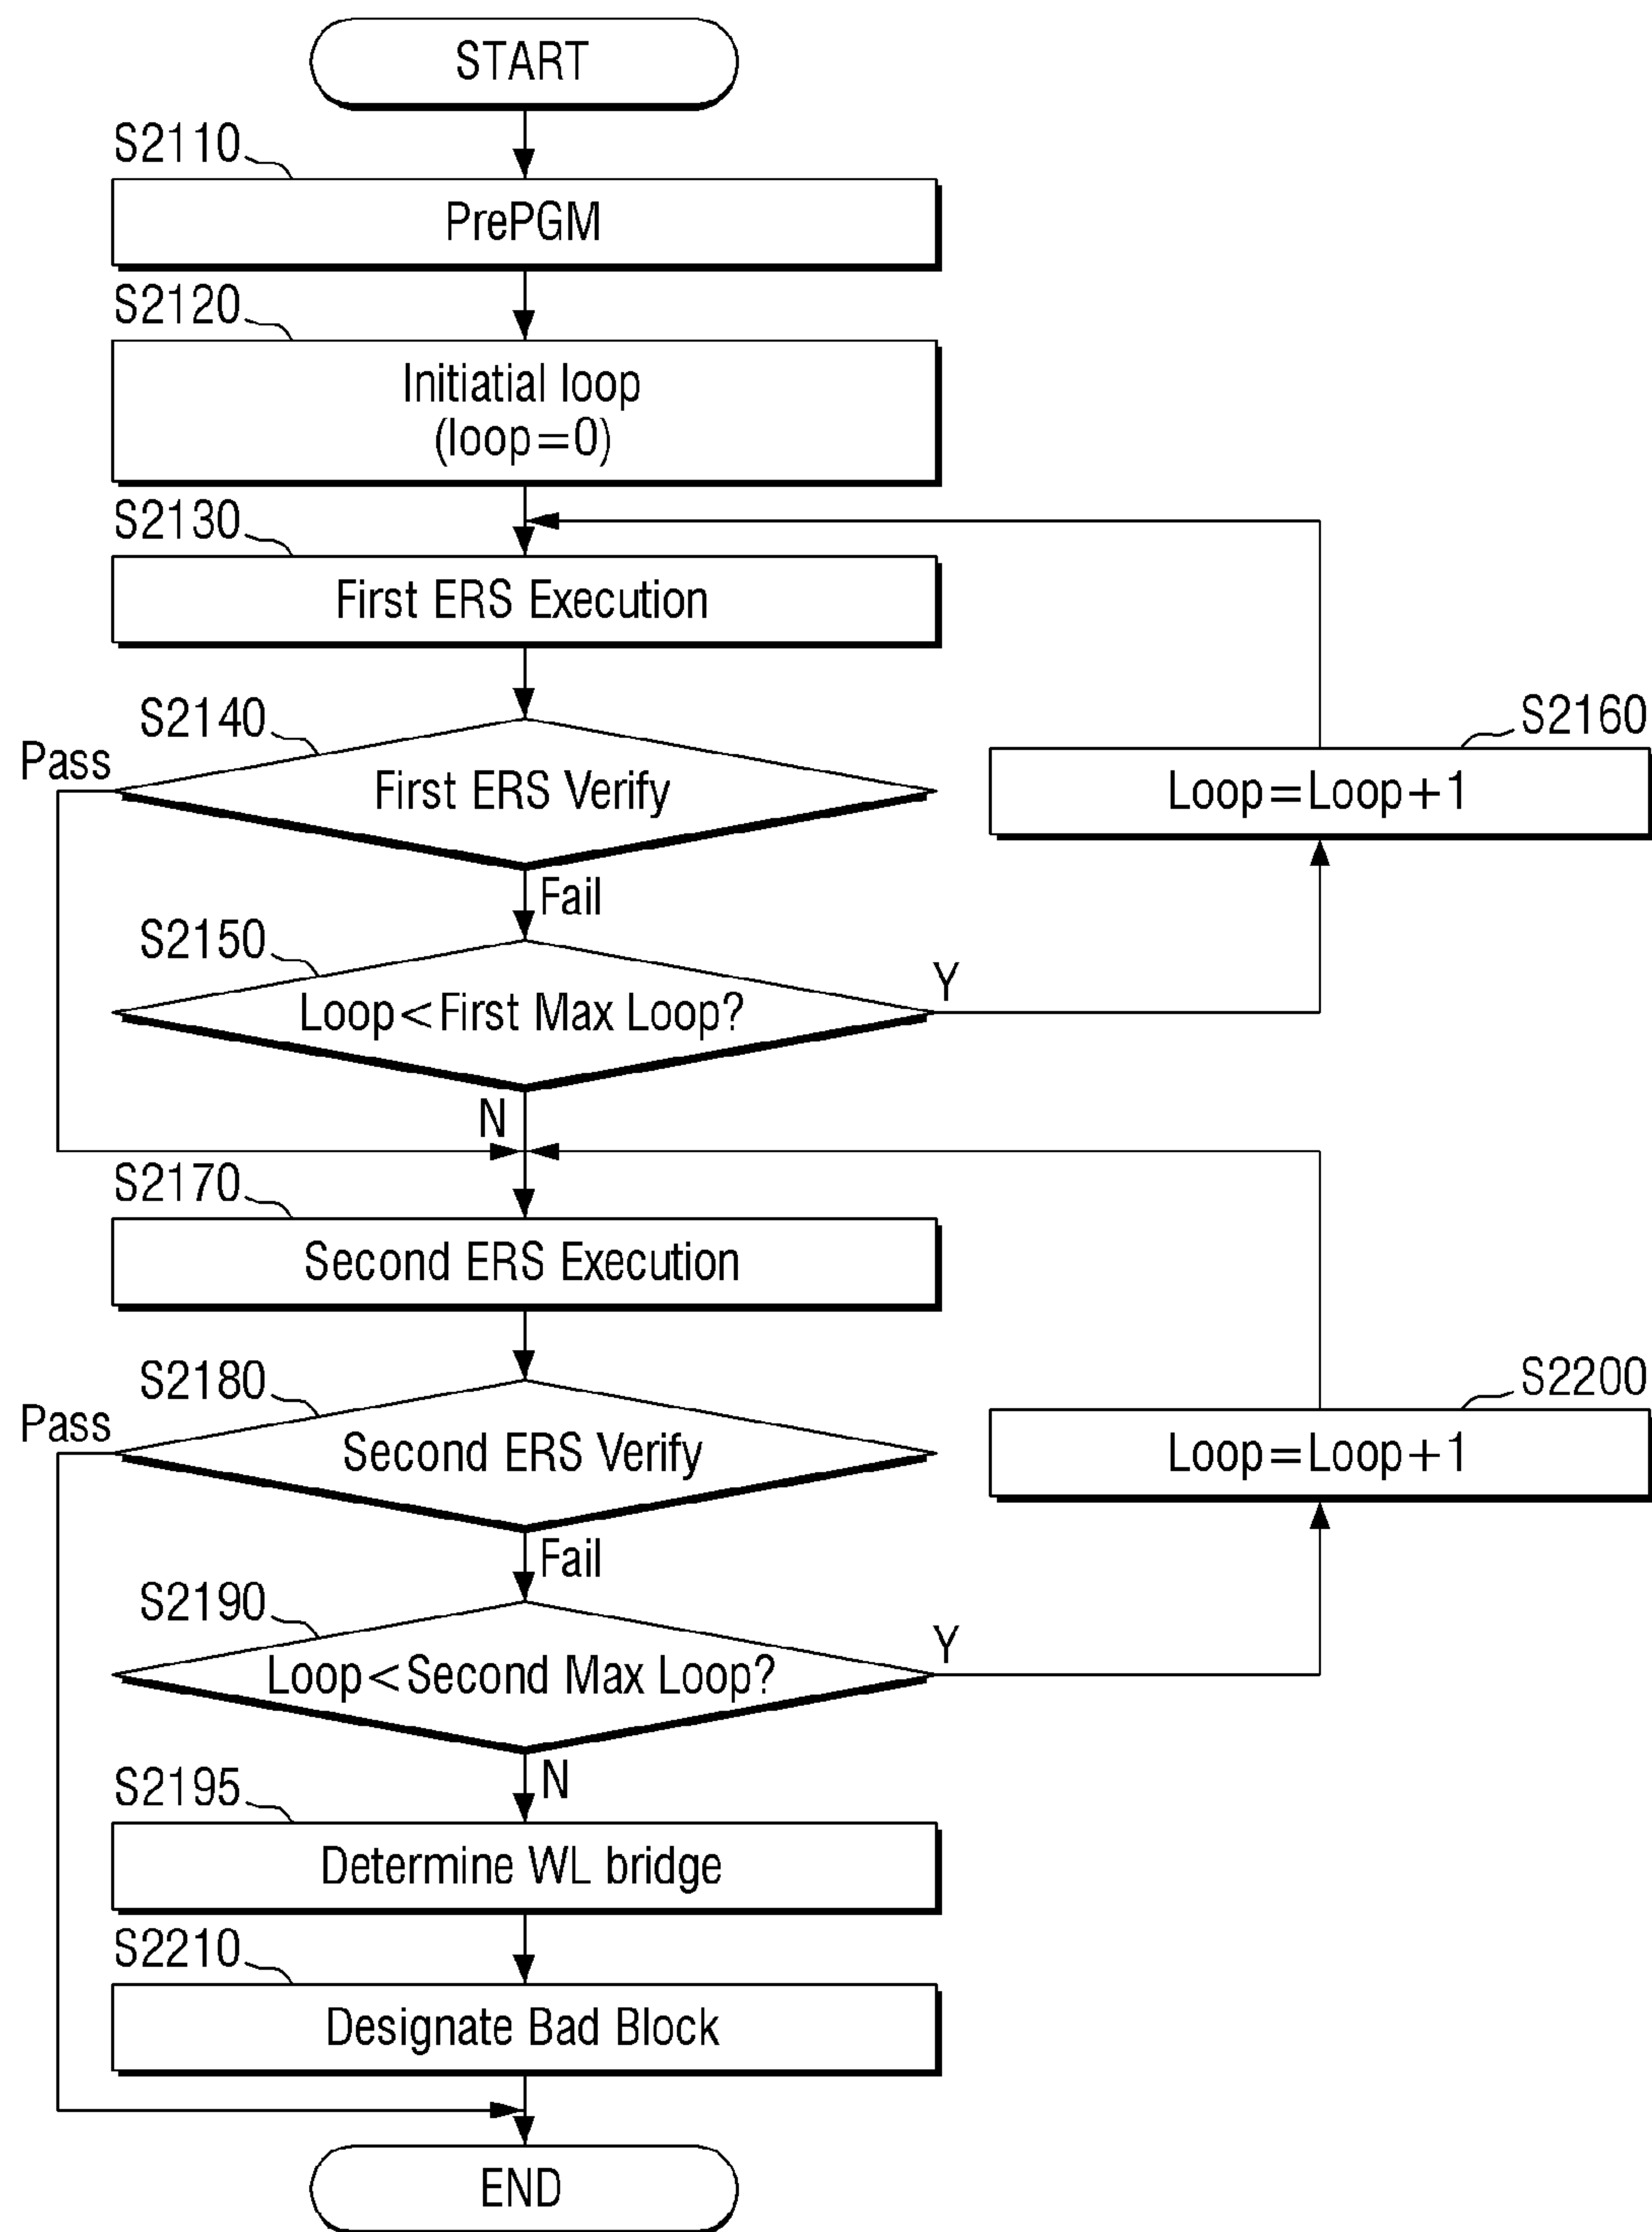 START
S2110
PrePGM
S2120
Initiatial loop
(loop=0)
S2130
First ERS Execution
S2140
Pass
First ERS Verify
S2160
Loop=Loop+1
Fail
S2150
Loop<First Max Loop?
Y
N
S2170
Second ERS Execution
S2180
Pass
Second ERS Verify
S2200
Loop=Loop+1
Fail
S2190
Loop<Second Max Loop?
Y
N
S2195
Determine WL bridge
S2210
Designate Bad Block
END